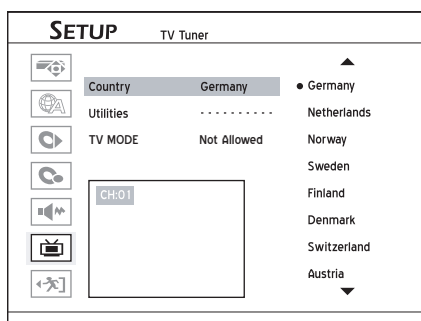 SETUP TV Tuner
Country Germany
Utilities - - - - - - - - - -
TV MODE Not Allowed
CH:01
● Germany
Netherlands
Norway
Sweden
Finland
Denmark
Switzerland
Austria